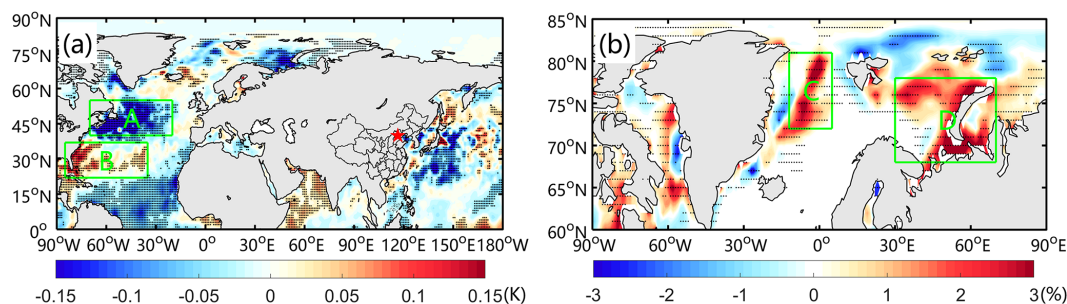 (a)
90°N
75°N
60°N
45°N
30°N
15°N
0°
A
B
90°W 60°W 30°W 0° 30°E 60°E 90°E 120°E 150°E 180°W
-0.15 -0.1 -0.05 0 0.05 0.1 0.15(K)
(b)
85°N
80°N
75°N
70°N
65°N
60°N
C
D
90°W 60°W 30°W 0° 30°E 60°E 90°E
-3 -2 -1 0 1 2 3(%)